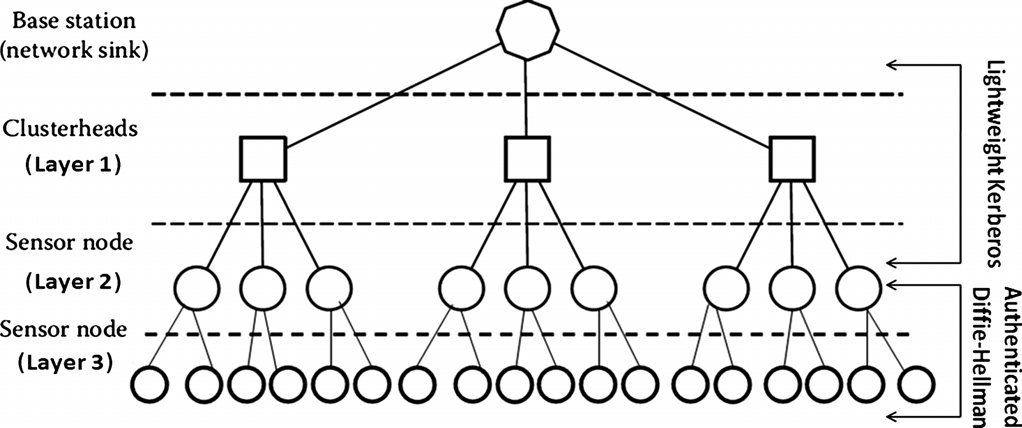 Base station
(network sink)
Clusterheads
(Layer 1)
Sensor node
(Layer 2)
Sensor node
(Layer 3)
Lightweight Kerberos
Authenticated
Diffie-Hellman